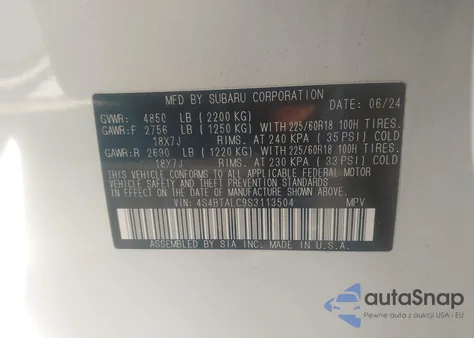 MFD BY SUBARU CORPORATION DATE: 06/24
GVWR: 4850 LB (2200 KG)
GAWR:F 2756 LB (1250 KG) WITH 225/60R18 100H TIRES.
18X7J RIMS. AT 240 KPA ( 35 PSI) COLD
GAWR:R 2690 LB (1220 KG) WITH 225/60R18 100H TIRES.
18X7J RIMS. AT 230 KPA ( 33 PSI) COLD
THIS VEHICLE CONFORMS TO ALL APPLICABLE FEDERAL MOTOR
VEHICLE SAFETY AND BUMPER STANDARDS IN EFFECT ON THE
DATE OF MANUFACTURE SHOWN ABOVE.
VIN: 4S4BTALC9S3113504 MPV
ASSEMBLED BY SIA INC. MADE IN U.S.A.
autoSnap
Pewne auta z aukcji USA - EU